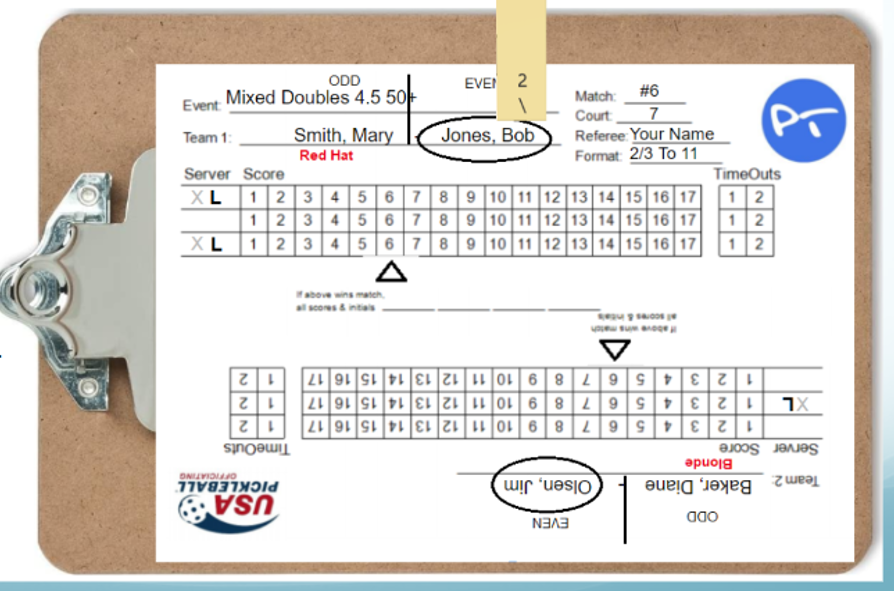 ODD EVEN 2
\
Event: Mixed Doubles 4.5 50+
Match: #6
Court: 7
Team 1: Smith, Mary - Jones, Bob
Red Hat
Referee: Your Name
Format: 2/3 To 11
PT
Server Score TimeOuts
X L 1 2 3 4 5 6 7 8 9 10 11 12 13 14 15 16 17 1 2
1 2 3 4 5 6 7 8 9 10 11 12 13 14 15 16 17 1 2
X L 1 2 3 4 5 6 7 8 9 10 11 12 13 14 15 16 17 1 2
If above wins match,
all scores & initials
ODD EVEN
Team 2: Baker, Diane - Olsen, Jim
Blonde
Server Score TimeOuts
1 2 3 4 5 6 7 8 9 10 11 12 13 14 15 16 17 1 2
X L 1 2 3 4 5 6 7 8 9 10 11 12 13 14 15 16 17 1 2
1 2 3 4 5 6 7 8 9 10 11 12 13 14 15 16 17 1 2
If above wins match
all scores & initials
USA
PICKLEBALL
OFFICIATING